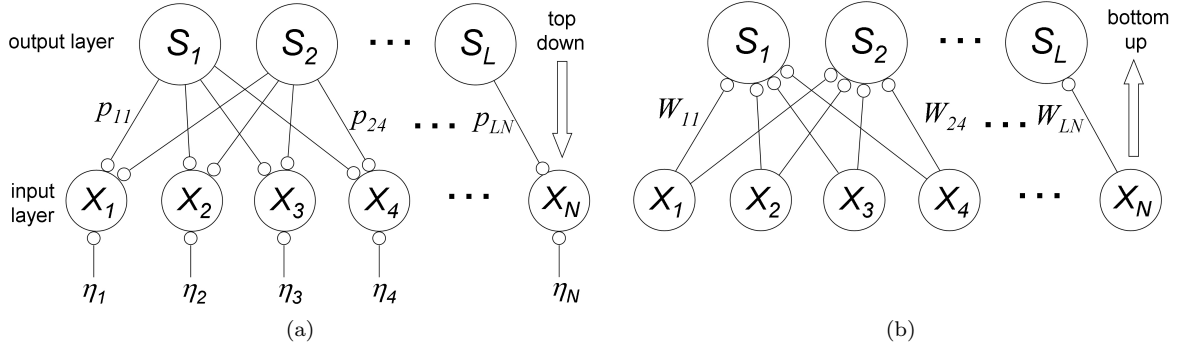 output layer S₁ S₂ ... S_L top down
p₁₁ p₂₄ ... p_LN
input layer X₁ X₂ X₃ X₄ ... X_N
η₁ η₂ η₃ η₄ η_N
(a)
S₁ S₂ ... S_L bottom up
W₁₁ W₂₄ ... W_LN
X₁ X₂ X₃ X₄ ... X_N
(b)